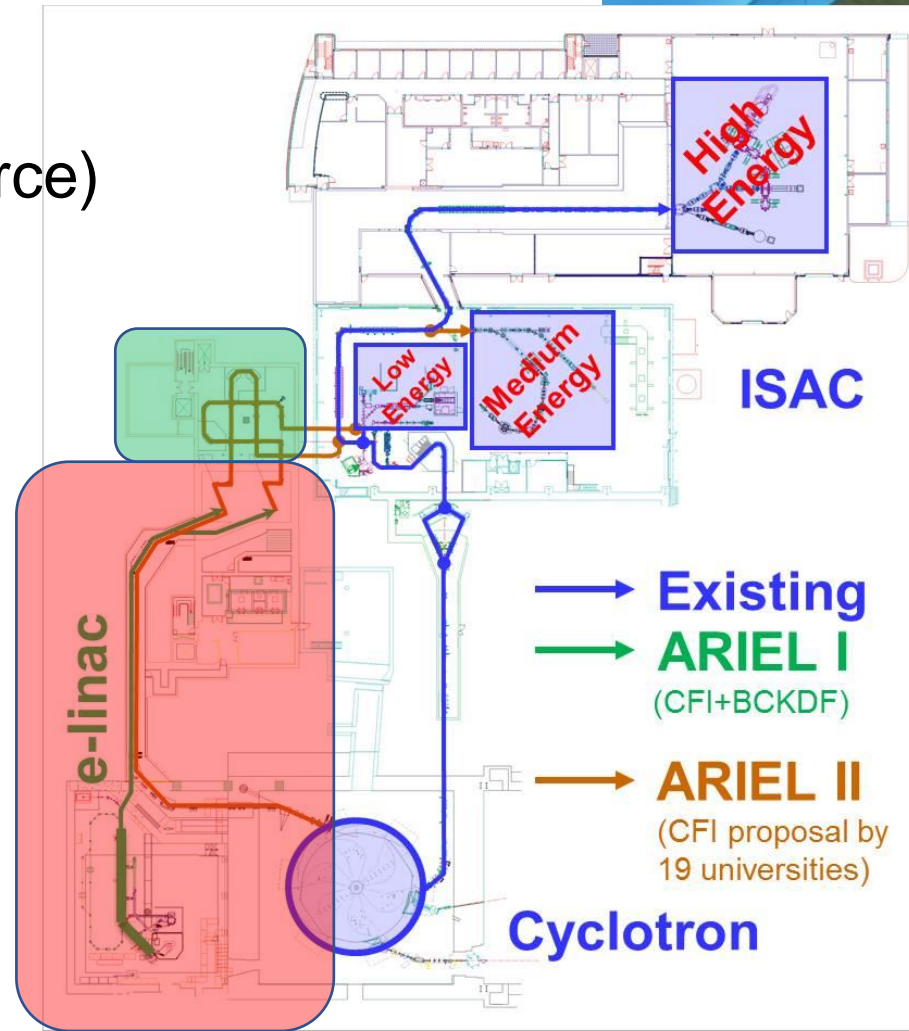 rce)
High
Energy
Low
Energy
Medium
Energy
ISAC
e-linac
Existing
ARIEL I
(CFI+BCKDF)
ARIEL II
(CFI proposal by
19 universities)
Cyclotron